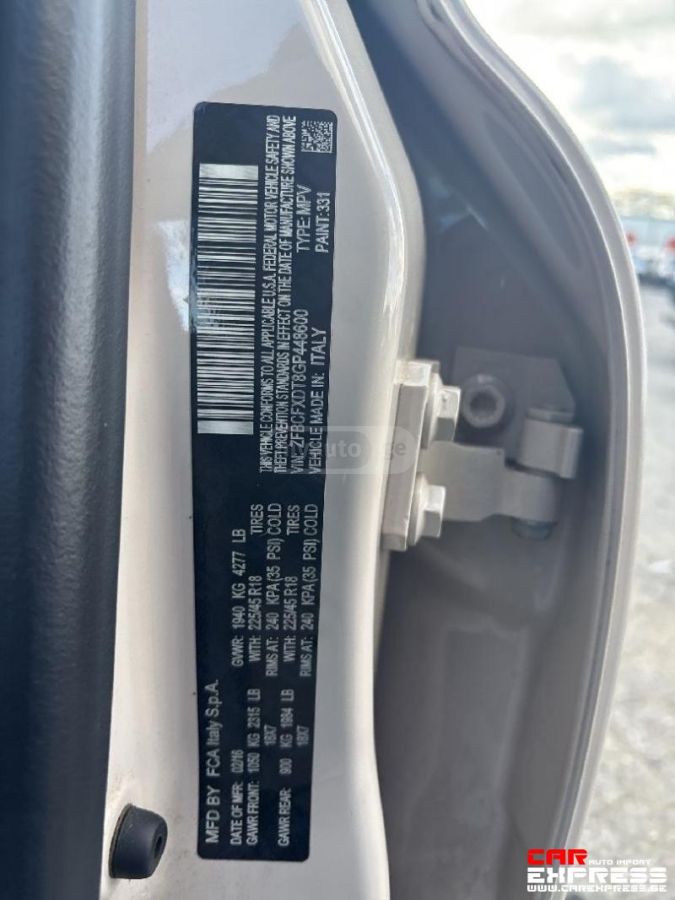 MFD BY FCA Italy S.p.A.
DATE OF MFR: 02/16 GVWR: 1940 KG 4277 LB
GAWR FRONT: 1050 KG 2315 LB WITH: 225/45 R18 TIRES
18X7 RIMS AT: 240 KPA (35 PSI) COLD
GAWR REAR: 900 KG 1984 LB WITH: 225/45 R18 TIRES
18X7 RIMS AT: 240 KPA (35 PSI) COLD
THIS VEHICLE CONFORMS TO ALL APPLICABLE U.S.A. FEDERAL MOTOR VEHICLE SAFETY AND
THEFT PREVENTION STANDARDS IN EFFECT ON THE DATE OF MANUFACTURE SHOWN ABOVE
VIN: ZFBCFXDT8GP448600 TYPE: MPV
VEHICLE MADE IN: ITALY PAINT: 331
CAR AUTO IMPORT
EXPRESS
WWW.CAREXPRESS.BE